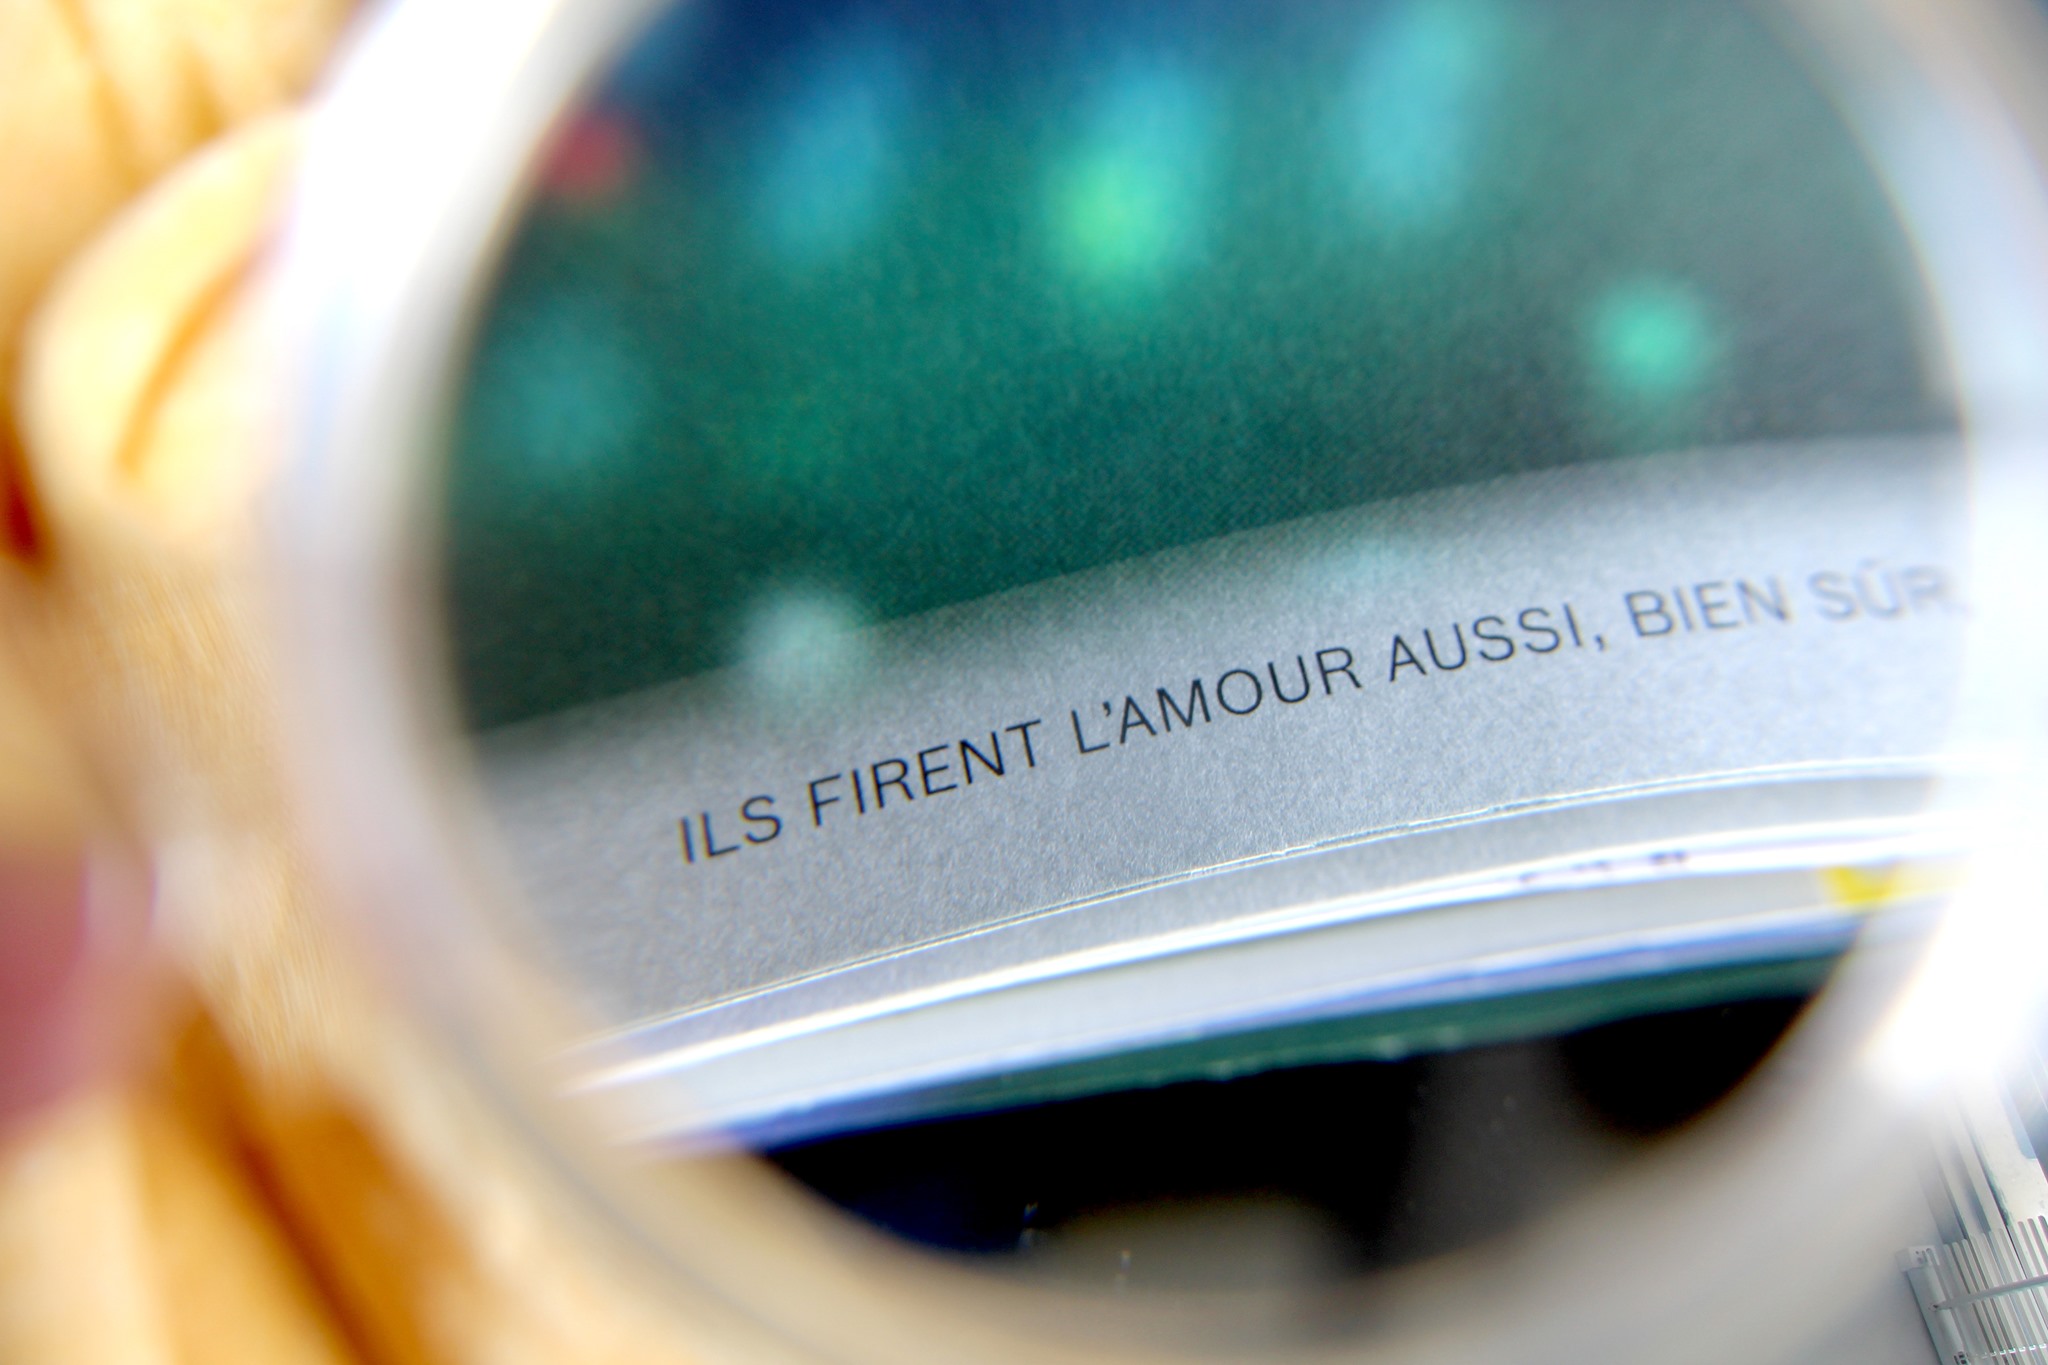 ILS FIRENT L'AMOUR AUSSI, BIEN SÛR.